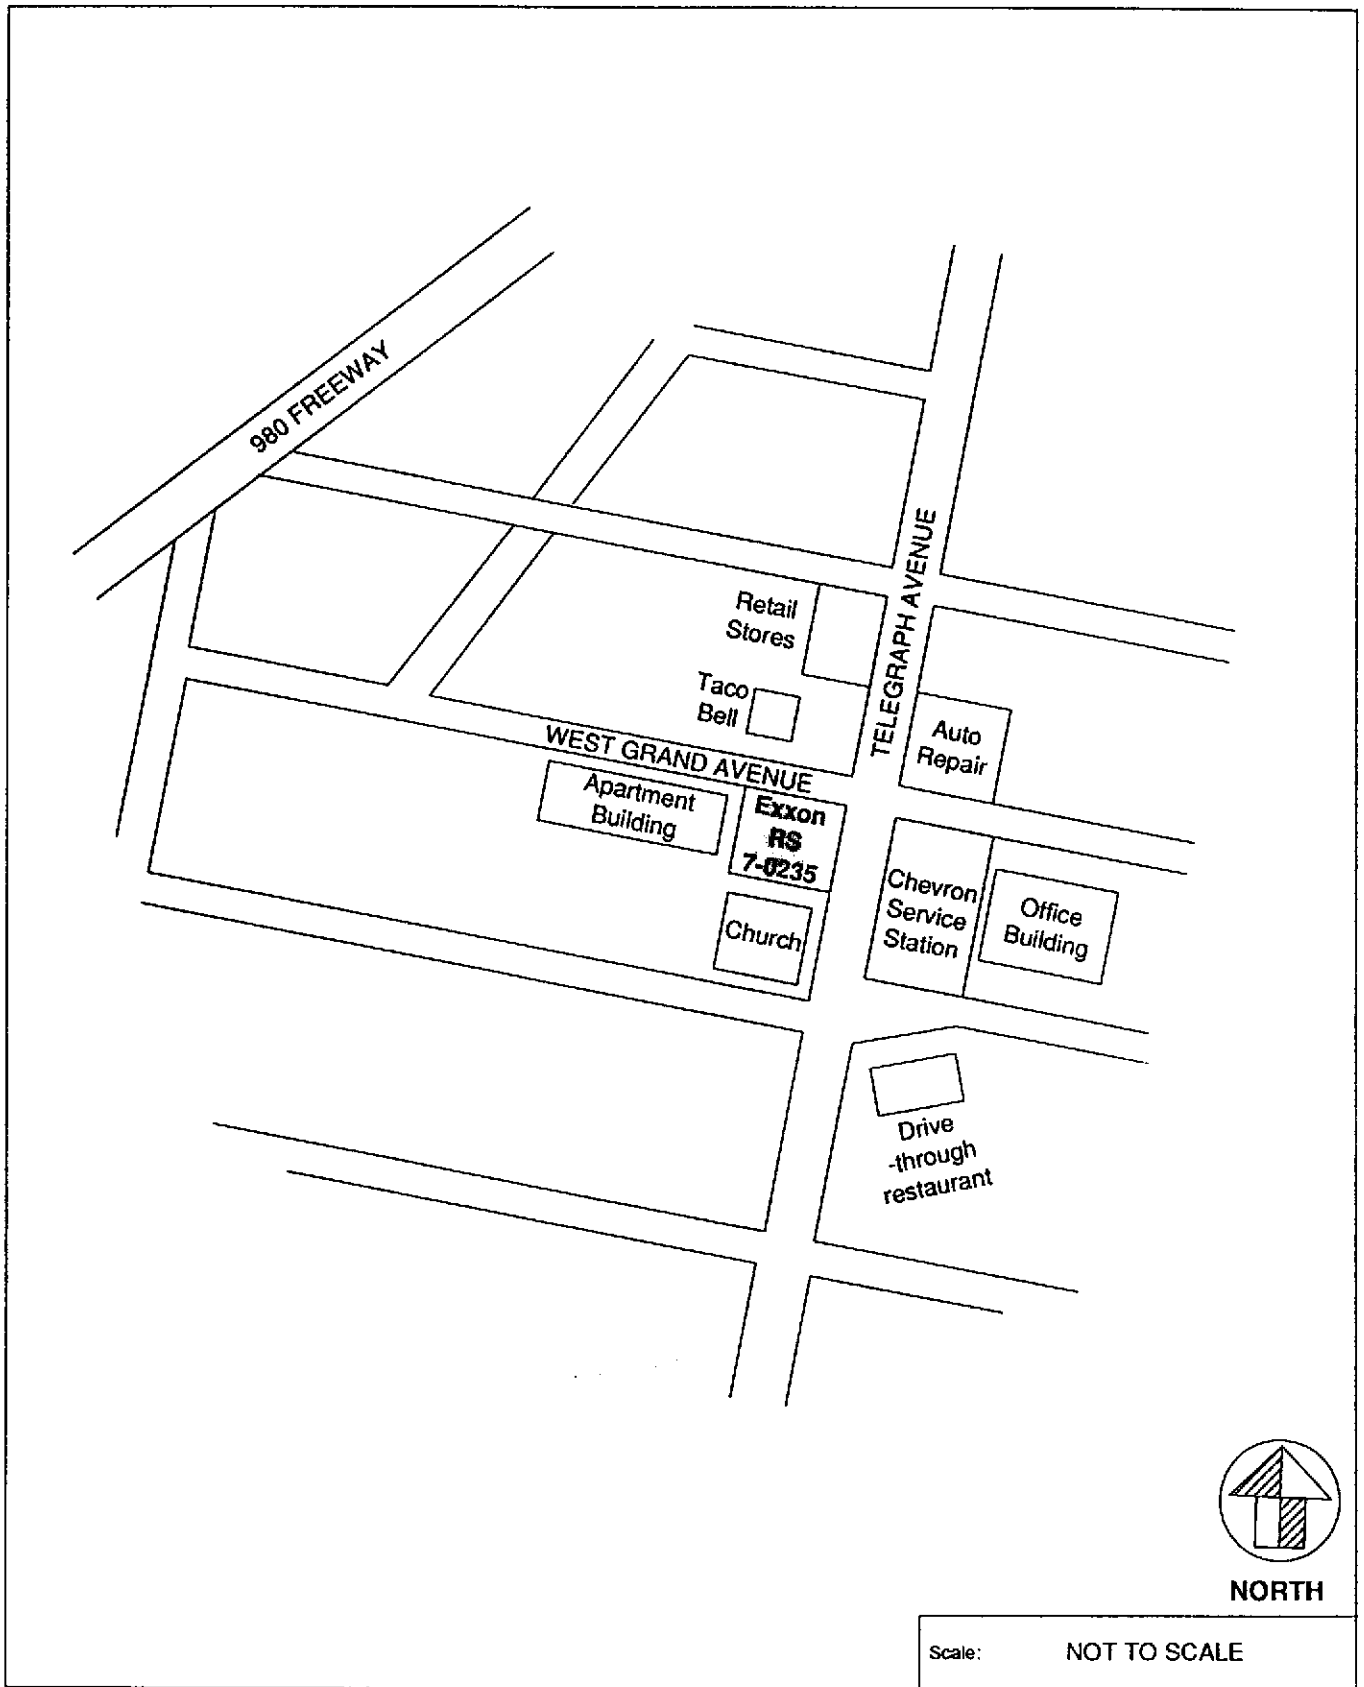 980 FREEWAY
TELEGRAPH AVENUE
Retail
Stores
Taco
Bell
Auto
Repair
WEST GRAND AVENUE
Apartment
Building
Exxon
RS
7-0235
Chevron
Service
Station
Office
Building
Church
Drive
-through
restaurant
NORTH
Scale: NOT TO SCALE